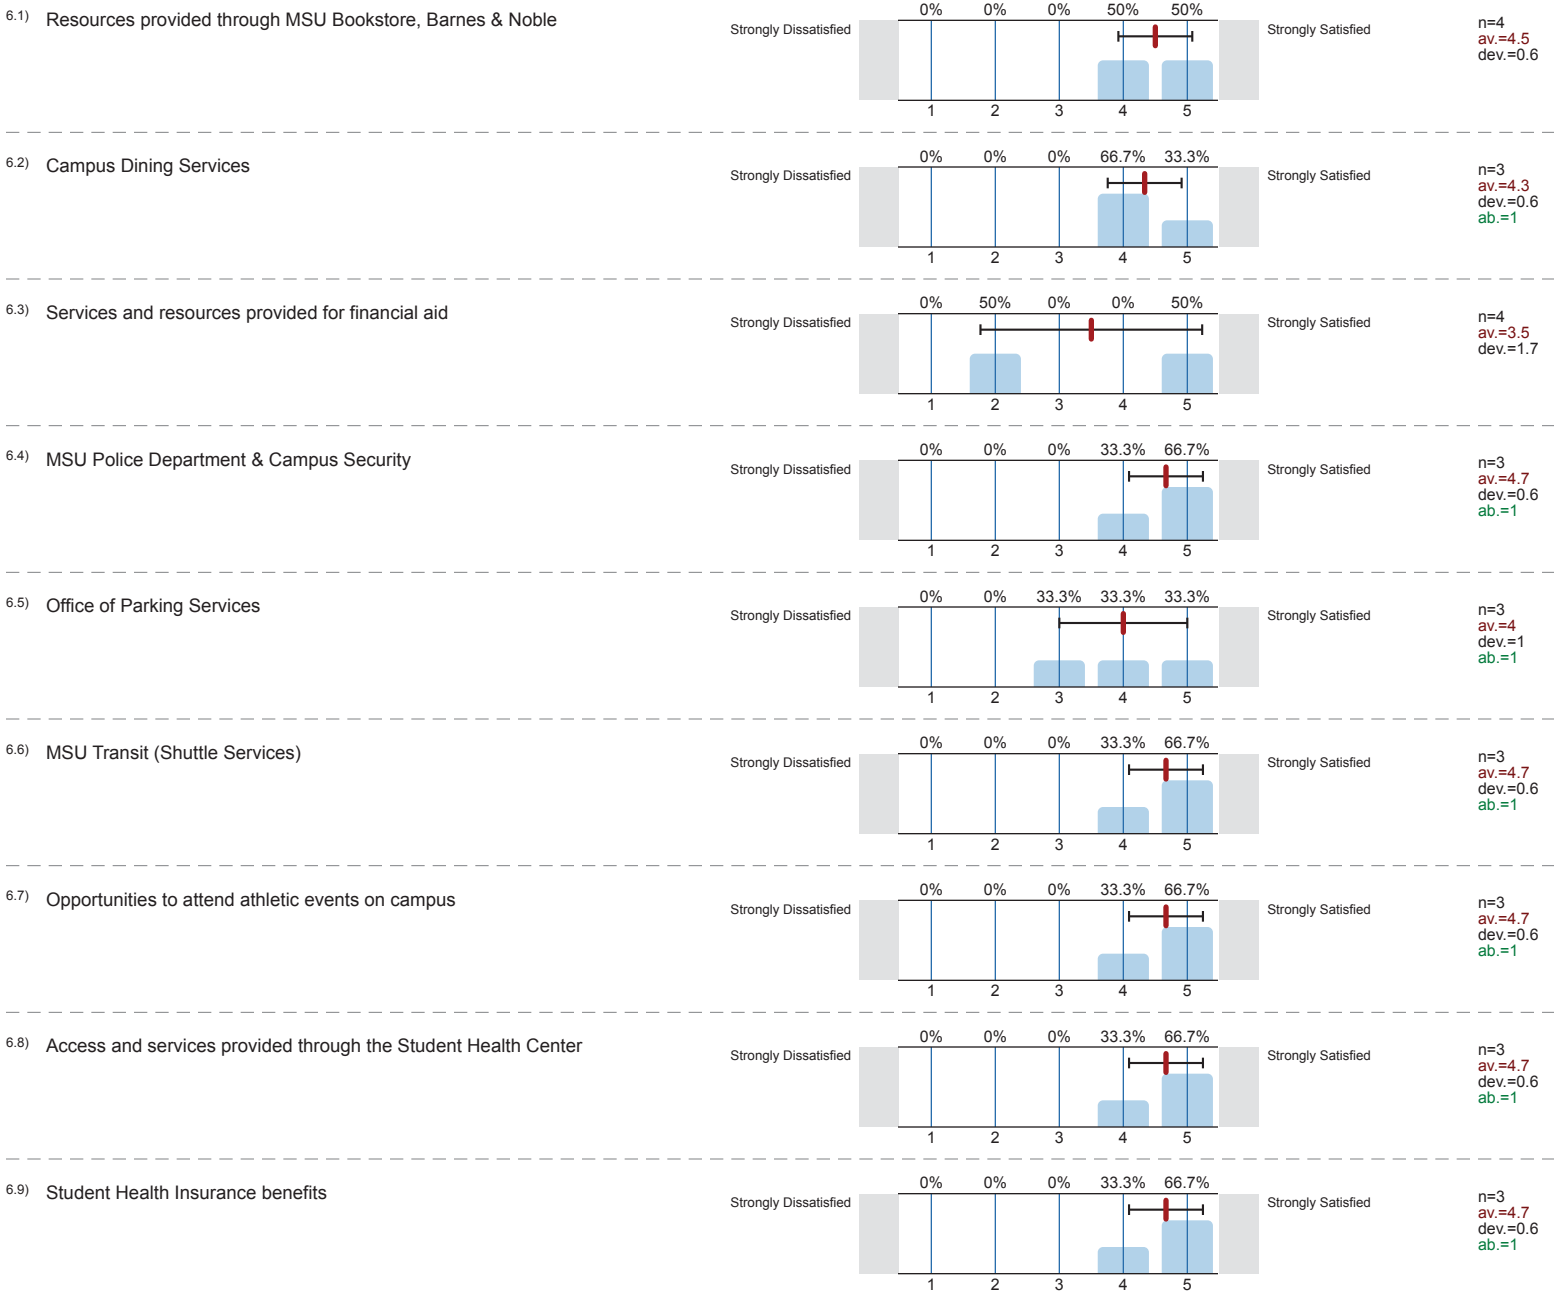 6.1) Resources provided through MSU Bookstore, Barnes & Noble
0% 0% 0% 50% 50%
Strongly Dissatisfied Strongly Satisfied
n=4
av.=4.5
dev.=0.6
1 2 3 4 5
6.2) Campus Dining Services
0% 0% 0% 66.7% 33.3%
Strongly Dissatisfied Strongly Satisfied
n=3
av.=4.3
dev.=0.6
ab.=1
1 2 3 4 5
6.3) Services and resources provided for financial aid
0% 50% 0% 0% 50%
Strongly Dissatisfied Strongly Satisfied
n=4
av.=3.5
dev.=1.7
1 2 3 4 5
6.4) MSU Police Department & Campus Security
0% 0% 0% 33.3% 66.7%
Strongly Dissatisfied Strongly Satisfied
n=3
av.=4.7
dev.=0.6
ab.=1
1 2 3 4 5
6.5) Office of Parking Services
0% 0% 33.3% 33.3% 33.3%
Strongly Dissatisfied Strongly Satisfied
n=3
av.=4
dev.=1
ab.=1
1 2 3 4 5
6.6) MSU Transit (Shuttle Services)
0% 0% 0% 33.3% 66.7%
Strongly Dissatisfied Strongly Satisfied
n=3
av.=4.7
dev.=0.6
ab.=1
1 2 3 4 5
6.7) Opportunities to attend athletic events on campus
0% 0% 0% 33.3% 66.7%
Strongly Dissatisfied Strongly Satisfied
n=3
av.=4.7
dev.=0.6
ab.=1
1 2 3 4 5
6.8) Access and services provided through the Student Health Center
0% 0% 0% 33.3% 66.7%
Strongly Dissatisfied Strongly Satisfied
n=3
av.=4.7
dev.=0.6
ab.=1
1 2 3 4 5
6.9) Student Health Insurance benefits
0% 0% 0% 33.3% 66.7%
Strongly Dissatisfied Strongly Satisfied
n=3
av.=4.7
dev.=0.6
ab.=1
1 2 3 4 5